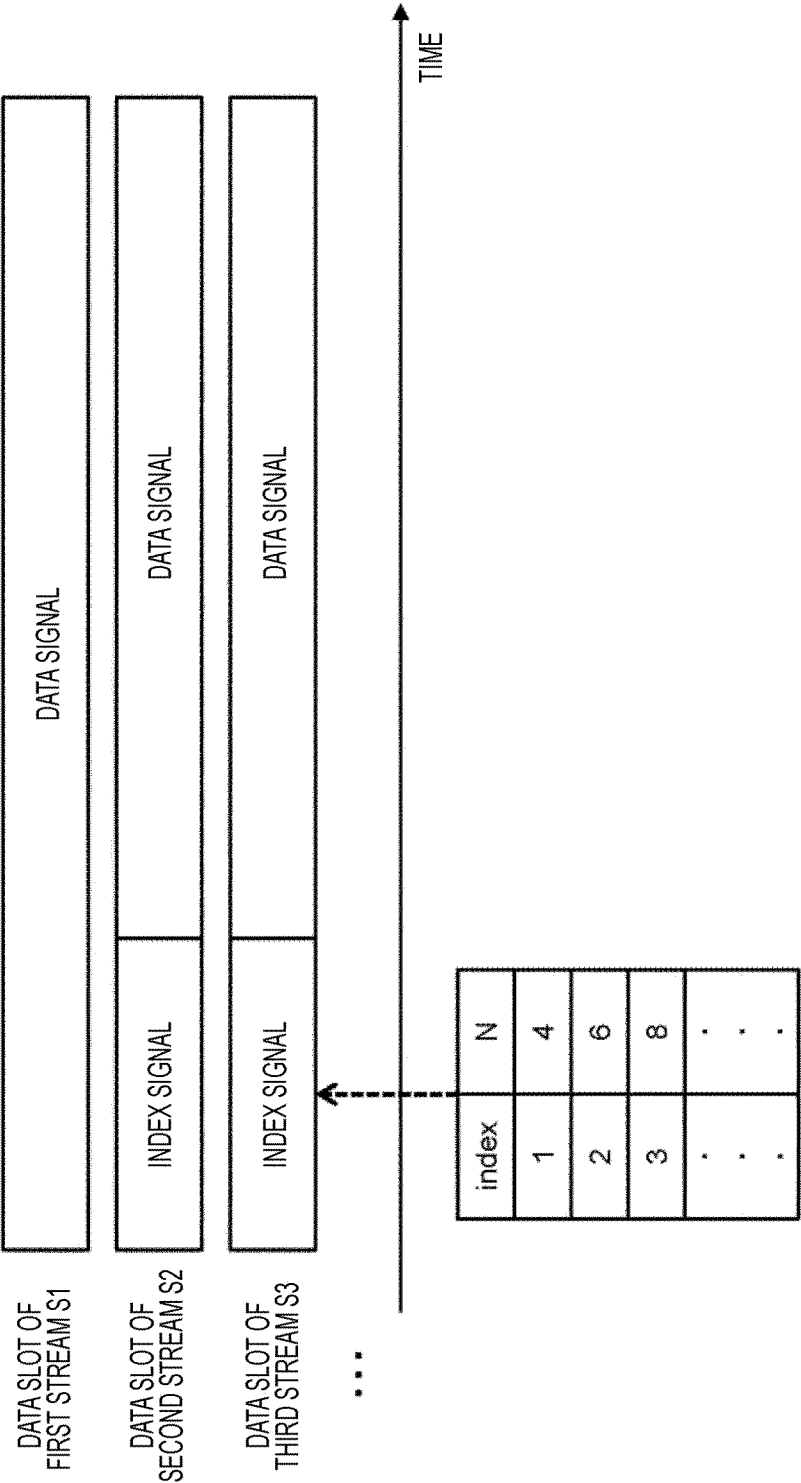 DATA SLOT OF
FIRST STREAM S1
DATA SIGNAL
DATA SLOT OF
SECOND STREAM S2
INDEX SIGNAL
DATA SIGNAL
DATA SLOT OF
THIRD STREAM S3
INDEX SIGNAL
DATA SIGNAL
...
TIME
index N
1 4
2 6
3 8
. .
. .
. .